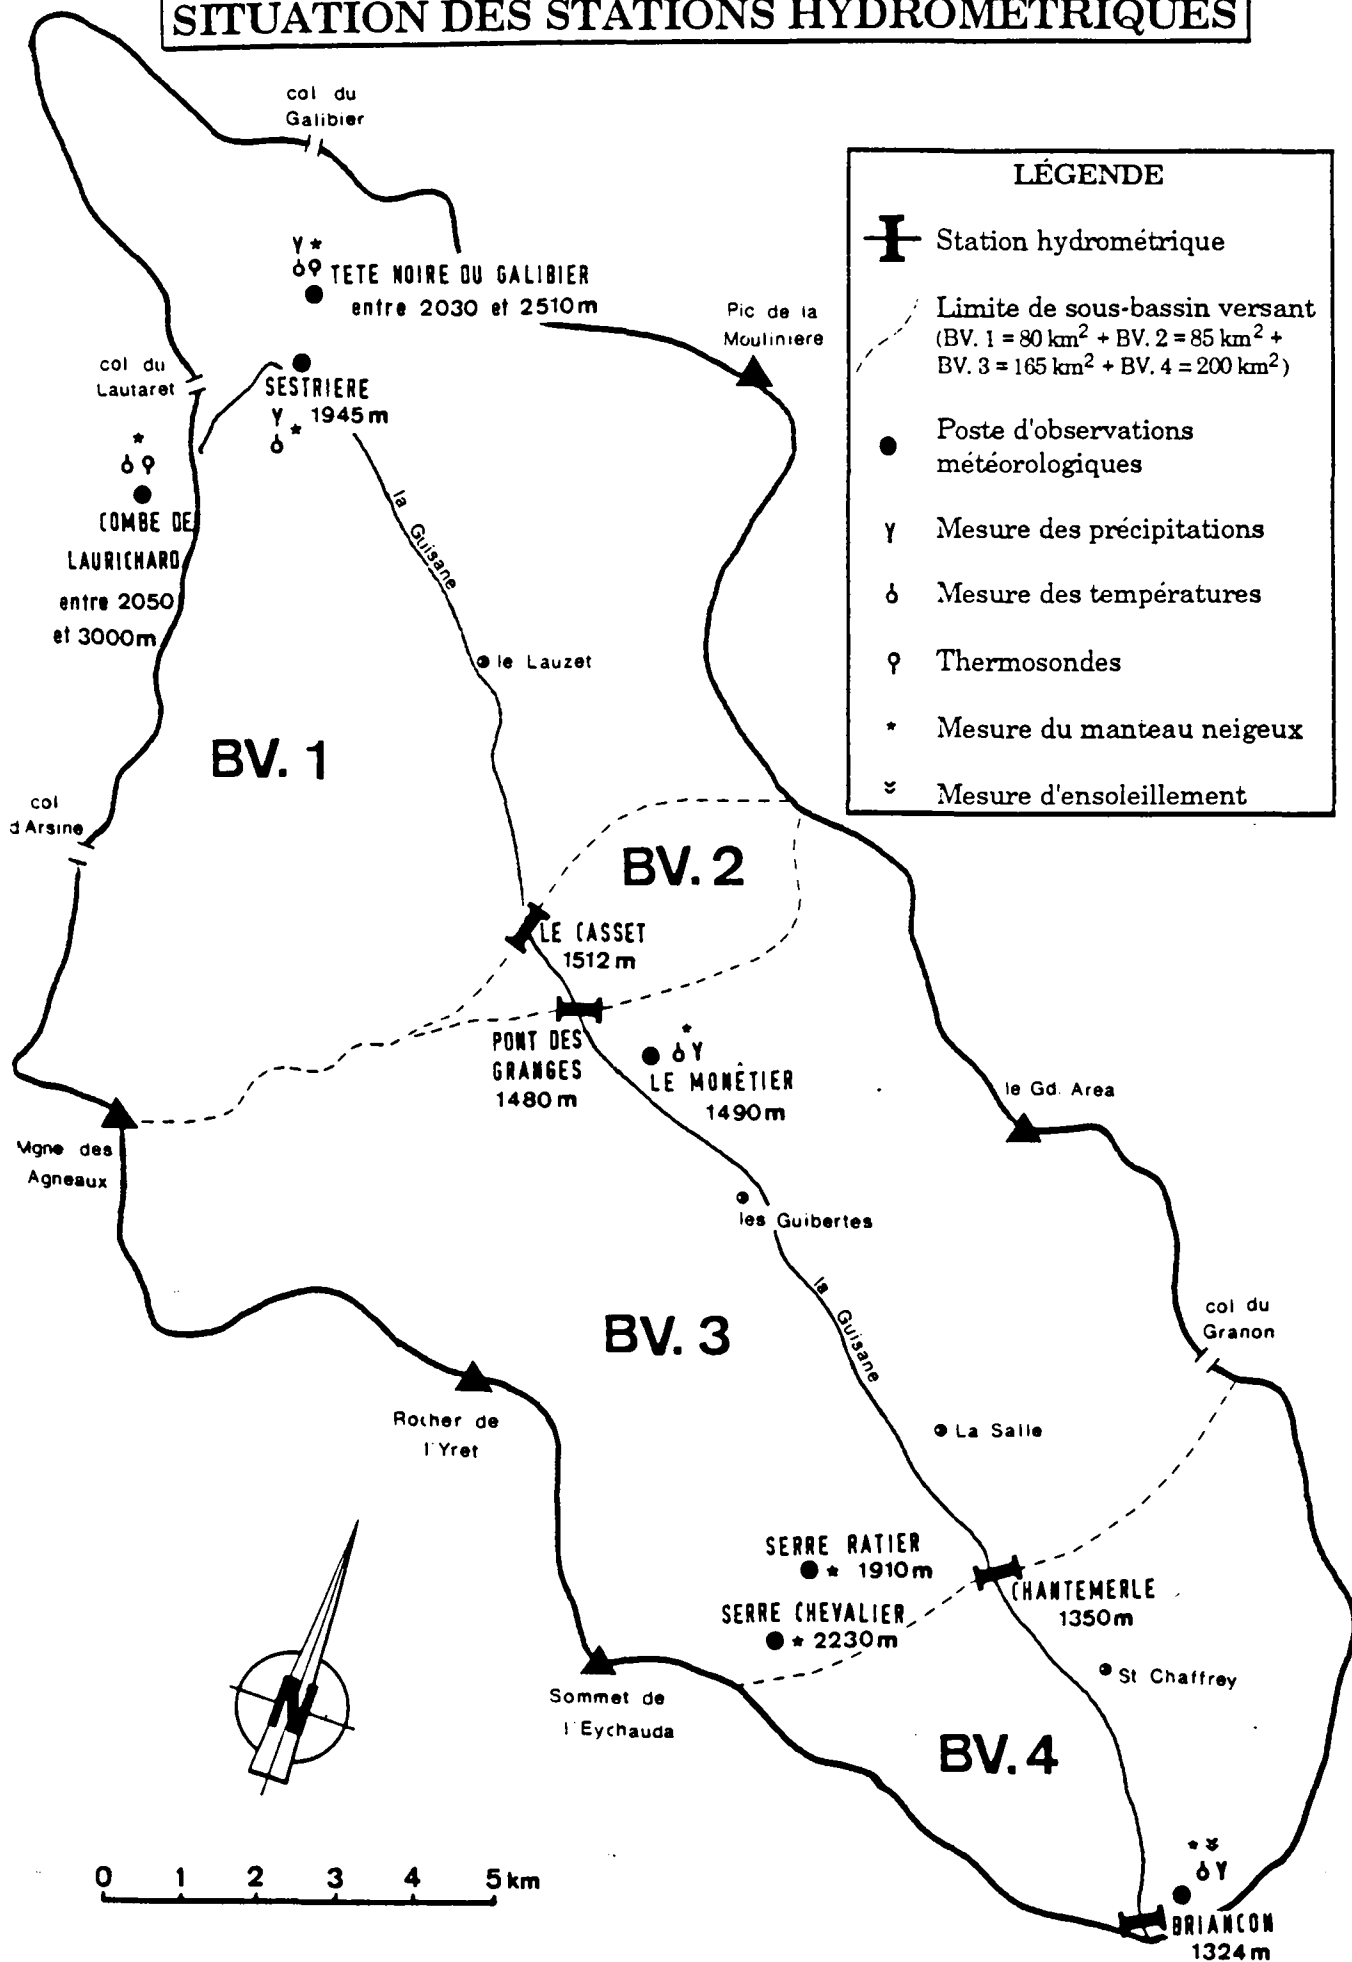 SITUATION DES STATIONS HYDROMÉTRIQUES
col du
Galibier
LÉGENDE
Station hydrométrique
Limite de sous-bassin versant
(BV. 1 = 80 km² + BV. 2 = 85 km² +
BV. 3 = 165 km² + BV. 4 = 200 km²)
Poste d'observations
météorologiques
Mesure des précipitations
Mesure des températures
Thermosondes
Mesure du manteau neigeux
Mesure d'ensoleillement
TETE NOIRE DU GALIBIER
entre 2030 et 2510m
Pic de la
Mouliniere
col du
Lautaret
SESTRIERE
1945m
COMBE DE
LAURICHARD
entre 2050
et 3000m
la Guisane
le Lauzet
BV. 1
col
d'Arsine
BV. 2
LE CASSET
1512m
PONT DES
GRANGES
1480m
LE MONÊTIER
1490m
le Gd. Area
Mgne des
Agneaux
les Guibertes
la Guisane
col du
Granon
BV. 3
Rocher de
l'Yret
La Salle
SERRE RATIER
1910m
CHANTEMERLE
1350m
SERRE CHEVALIER
2230m
St Chaffrey
Sommet de
l'Eychauda
N
BV. 4
0 1 2 3 4 5 km
BRIANCON
1324m